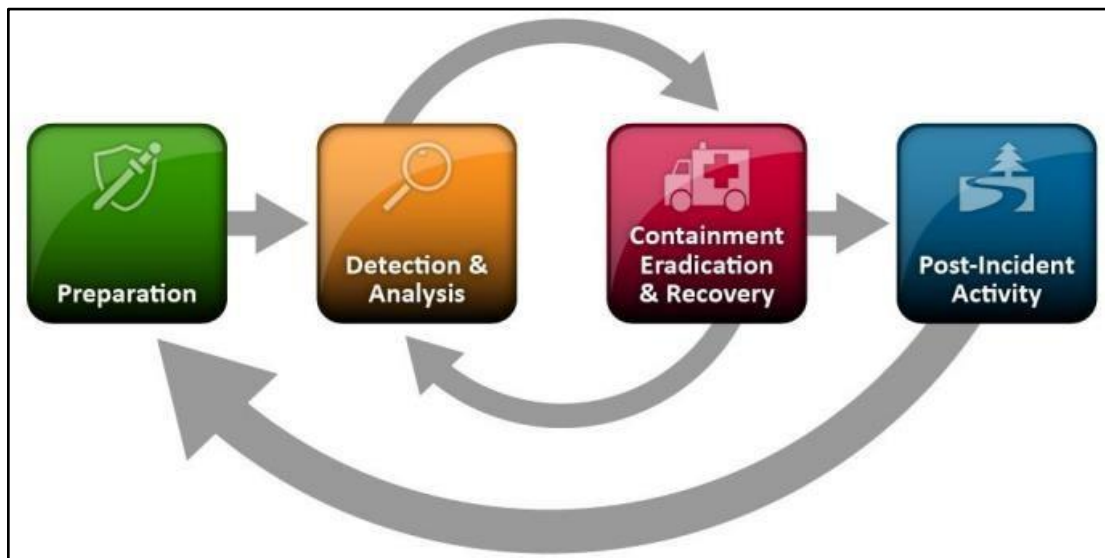 Preparation
Detection &
Analysis
Containment
Eradication
& Recovery
Post-Incident
Activity